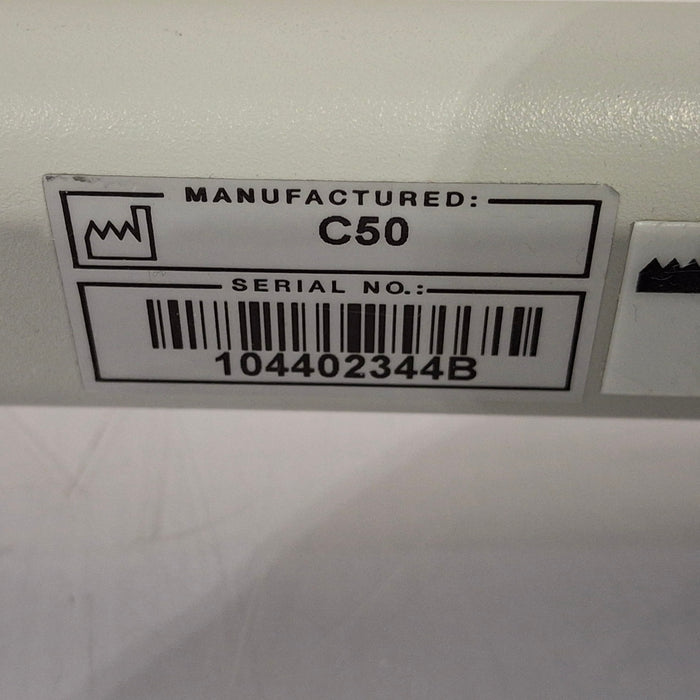 MANUFACTURED:
C50
SERIAL NO.:
104402344B